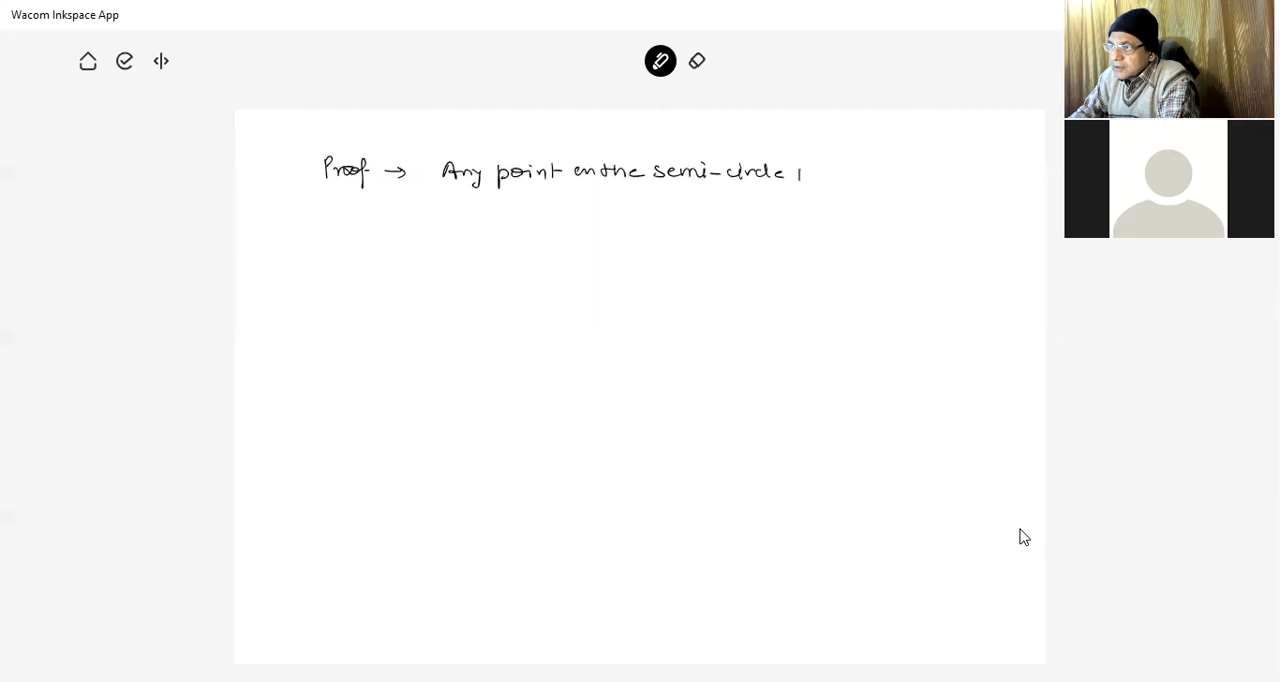 Wacom Inkspace App
Proof → Any point on the semi-circle